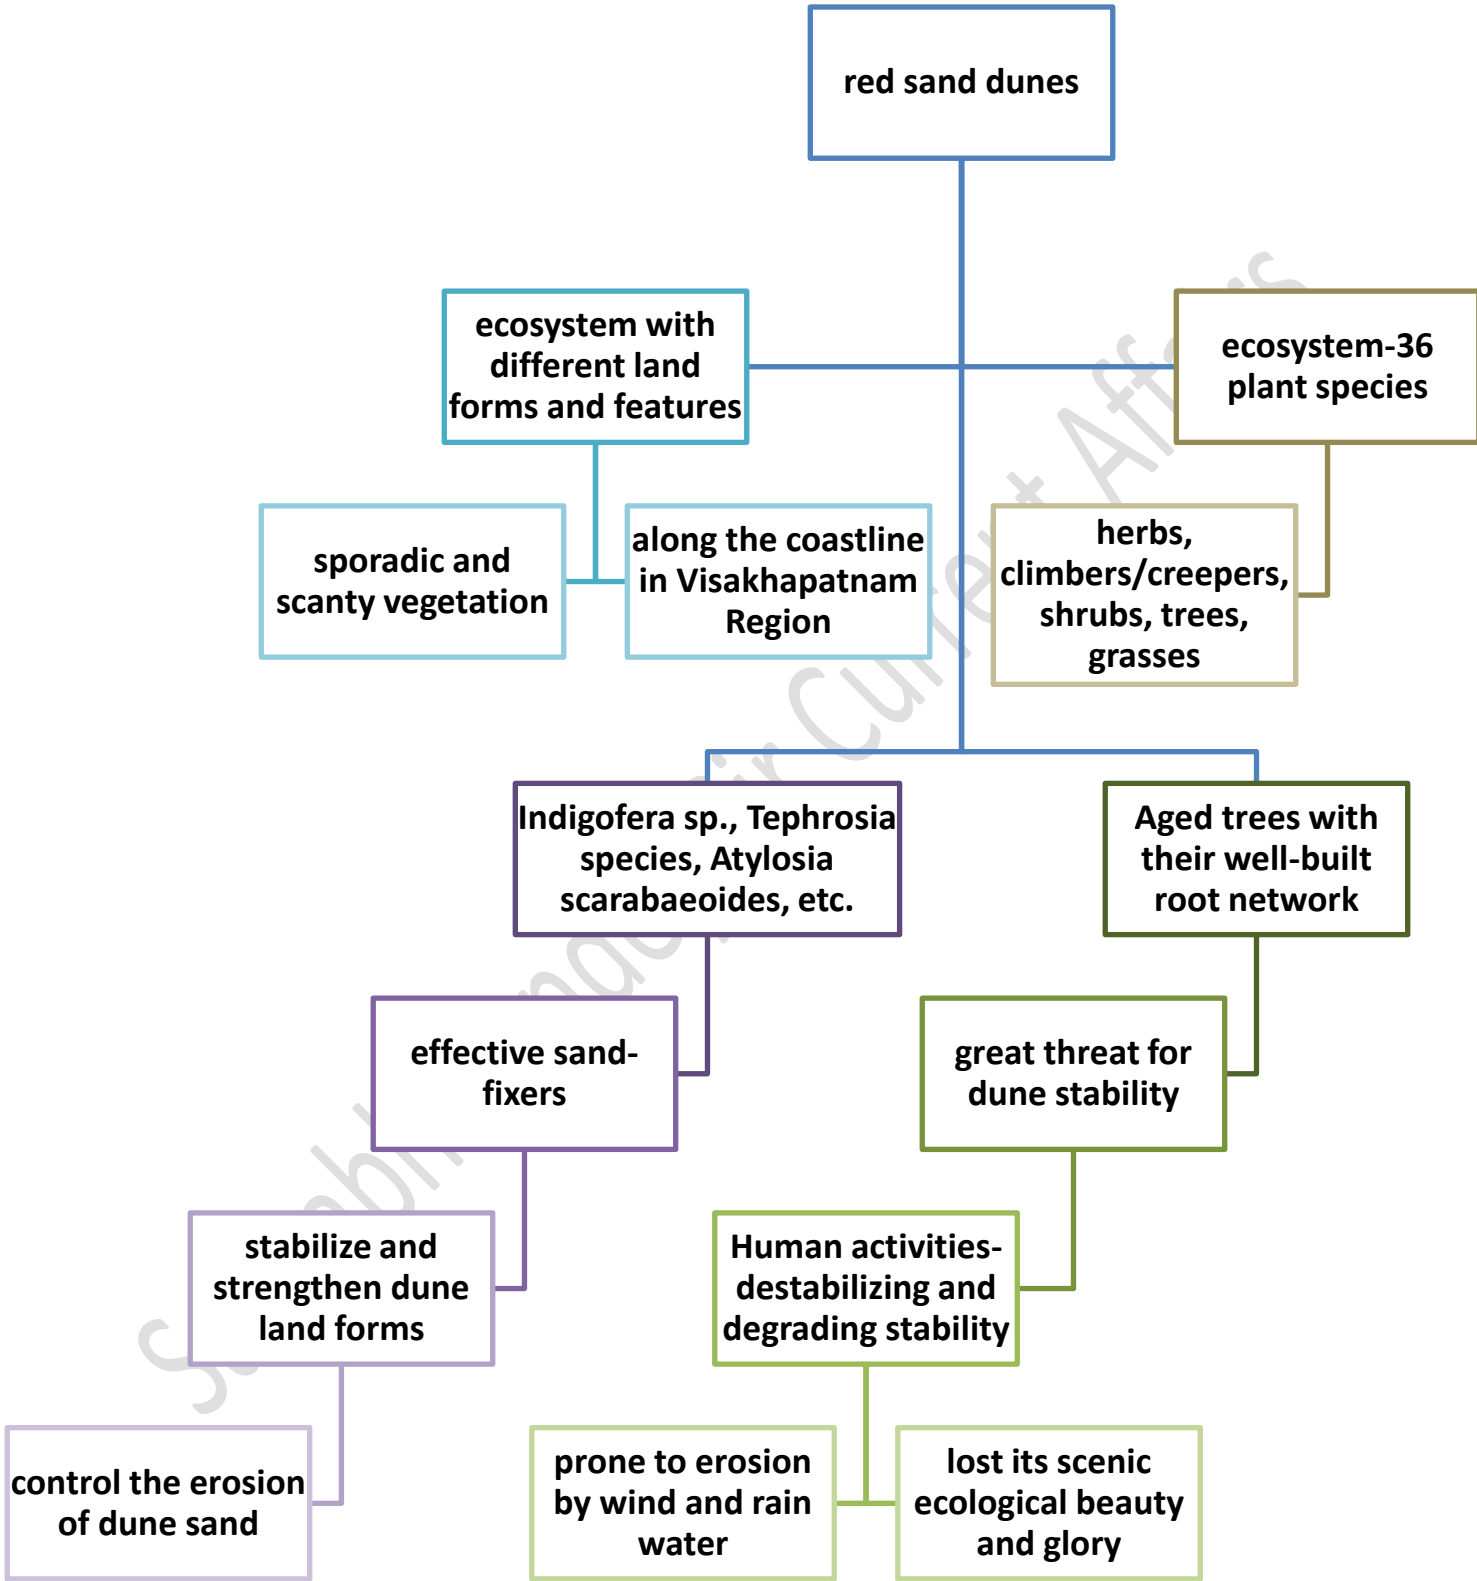 red sand dunes
ecosystem with
different land
forms and features
ecosystem-36
plant species
sporadic and
scanty vegetation
along the coastline
in Visakhapatnam
Region
herbs,
climbers/creepers,
shrubs, trees,
grasses
Indigofera sp., Tephrosia
species, Atylosia
scarabaeoides, etc.
Aged trees with
their well-built
root network
effective sand-
fixers
great threat for
dune stability
stabilize and
strengthen dune
land forms
Human activities-
destabilizing and
degrading stability
control the erosion
of dune sand
prone to erosion
by wind and rain
water
lost its scenic
ecological beauty
and glory
Current Affairs